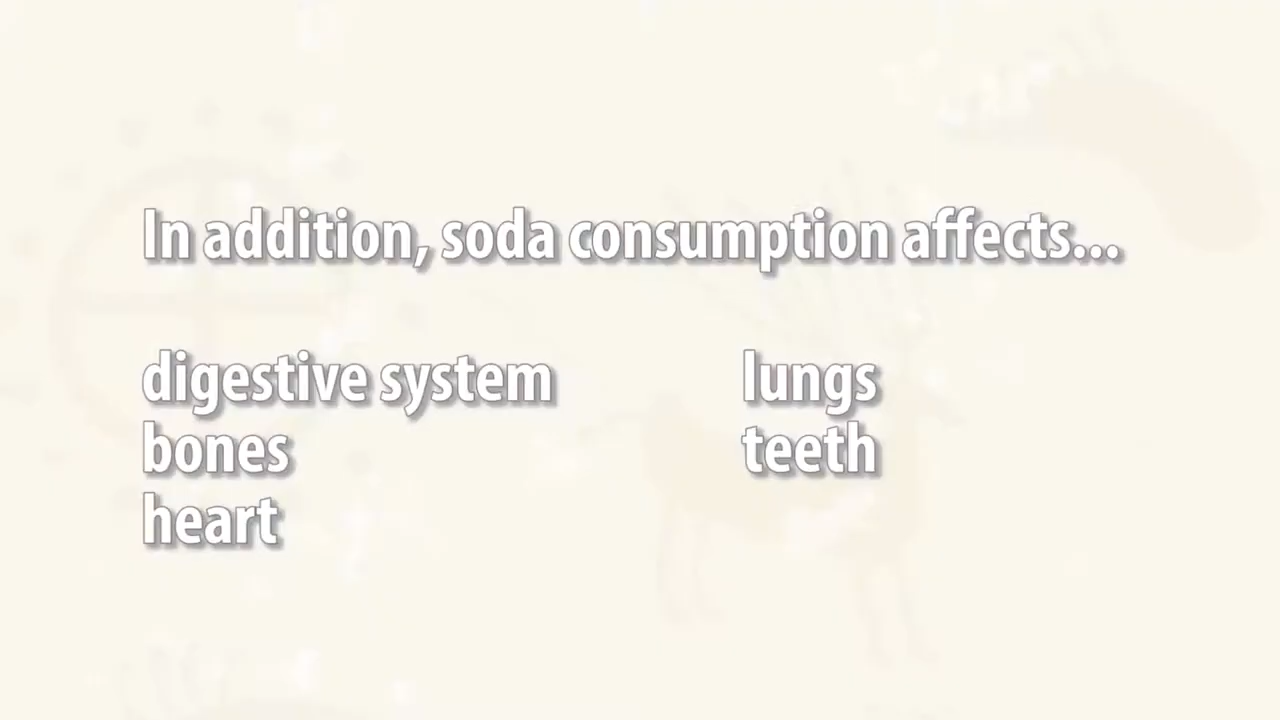 In addition, soda consumption affects...
digestive system
bones
heart
lungs
teeth